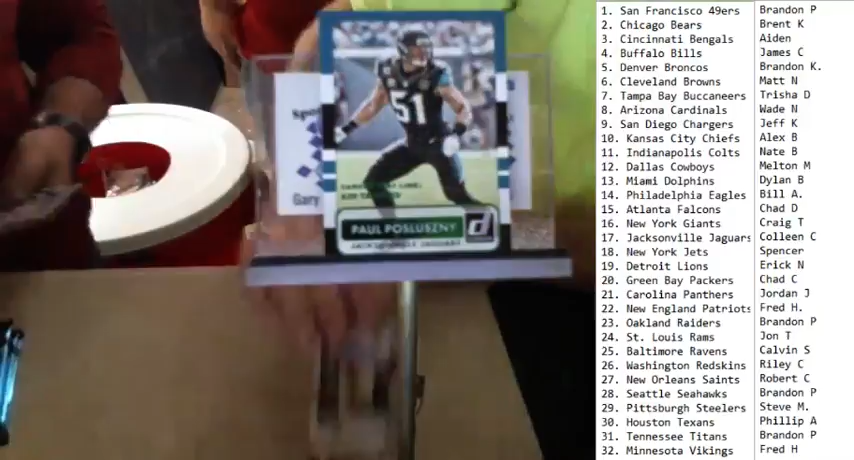 51
PAUL POSLUSZNY
JACKSONVILLE JAGUARS
Gary
1. San Francisco 49ers Brandon P
2. Chicago Bears Brent K
3. Cincinnati Bengals Aiden
4. Buffalo Bills James C
5. Denver Broncos Brandon K.
6. Cleveland Browns Matt N
7. Tampa Bay Buccaneers Trisha D
8. Arizona Cardinals Wade N
9. San Diego Chargers Jeff K
10. Kansas City Chiefs Alex B
11. Indianapolis Colts Nate B
12. Dallas Cowboys Melton M
13. Miami Dolphins Dylan B
14. Philadelphia Eagles Bill A.
15. Atlanta Falcons Chad D
16. New York Giants Craig T
17. Jacksonville Jaguars Colleen C
18. New York Jets Spencer
19. Detroit Lions Erick N
20. Green Bay Packers Chad C
21. Carolina Panthers Jordan J
22. New England Patriots Fred H.
23. Oakland Raiders Brandon P
24. St. Louis Rams Jon T
25. Baltimore Ravens Calvin S
26. Washington Redskins Riley C
27. New Orleans Saints Robert C
28. Seattle Seahawks Brandon P
29. Pittsburgh Steelers Steve M.
30. Houston Texans Phillip A
31. Tennessee Titans Brandon P
32. Minnesota Vikings Fred H